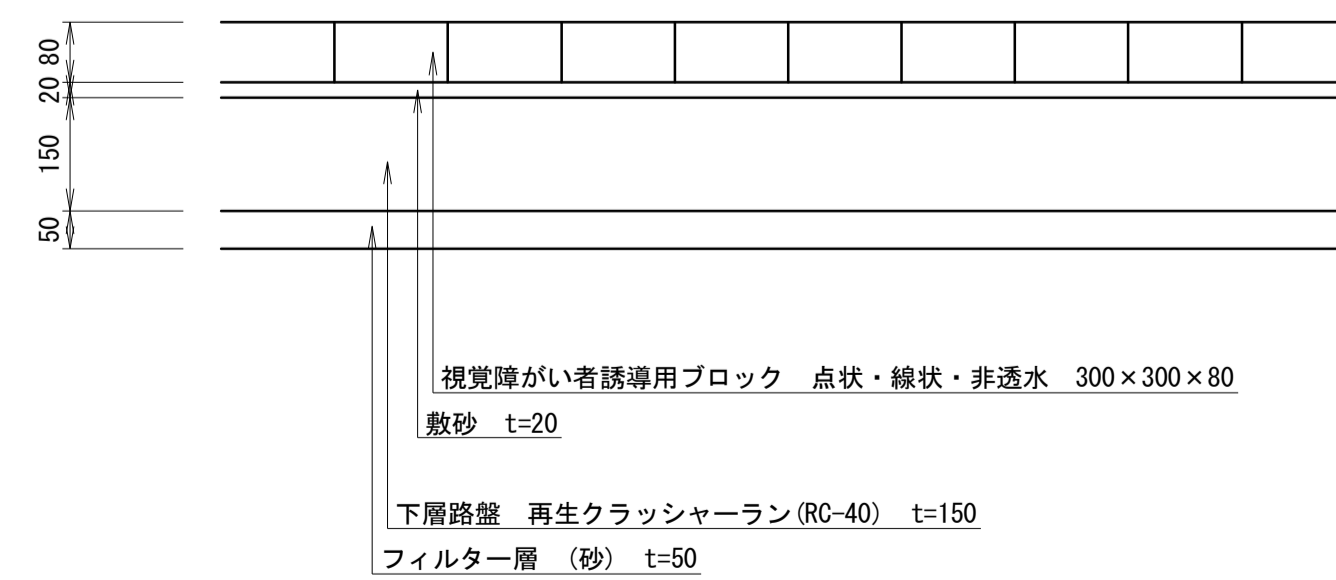 80
20
150
50
視覚障がい者誘導用ブロック　点状・線状・非透水　300×300×80
敷砂　t=20
下層路盤　再生クラッシャーラン(RC-40)　t=150
フィルター層　（砂）　t=50